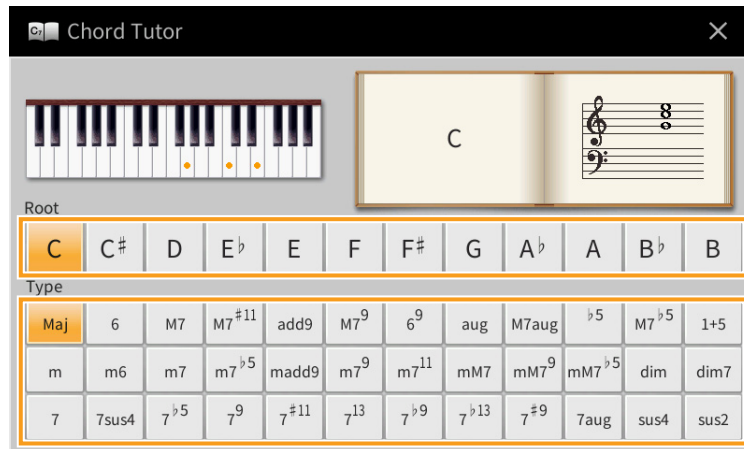 C7 Chord Tutor
C
Root
C C♯ D E♭ E F F♯ G A♭ A B♭ B
Type
Maj 6 M7 M7♯11 add9 M79 69 aug M7aug ♭5 M7♭5 1+5
m m6 m7 m7♭5 madd9 m79 m711 mM7 mM79 mM7♭5 dim dim7
7 7sus4 7♭5 79 7♯11 713 7♭9 7♭13 7♯9 7aug sus4 sus2